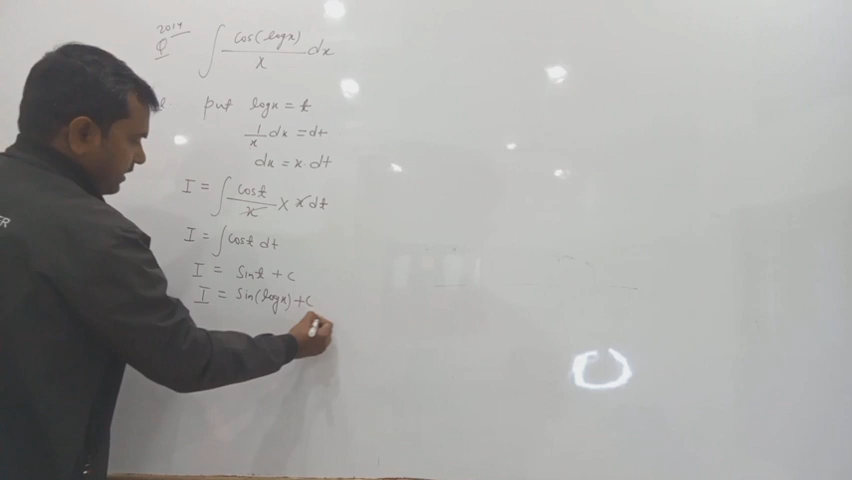 2014
Q ∫ cos(logx)/x dx
put logx = t
1/x dx = dt
dx = x·dt
I = ∫ cost/x × x dt
I = ∫ cost dt
I = sint + c
I = sin(logx) + c